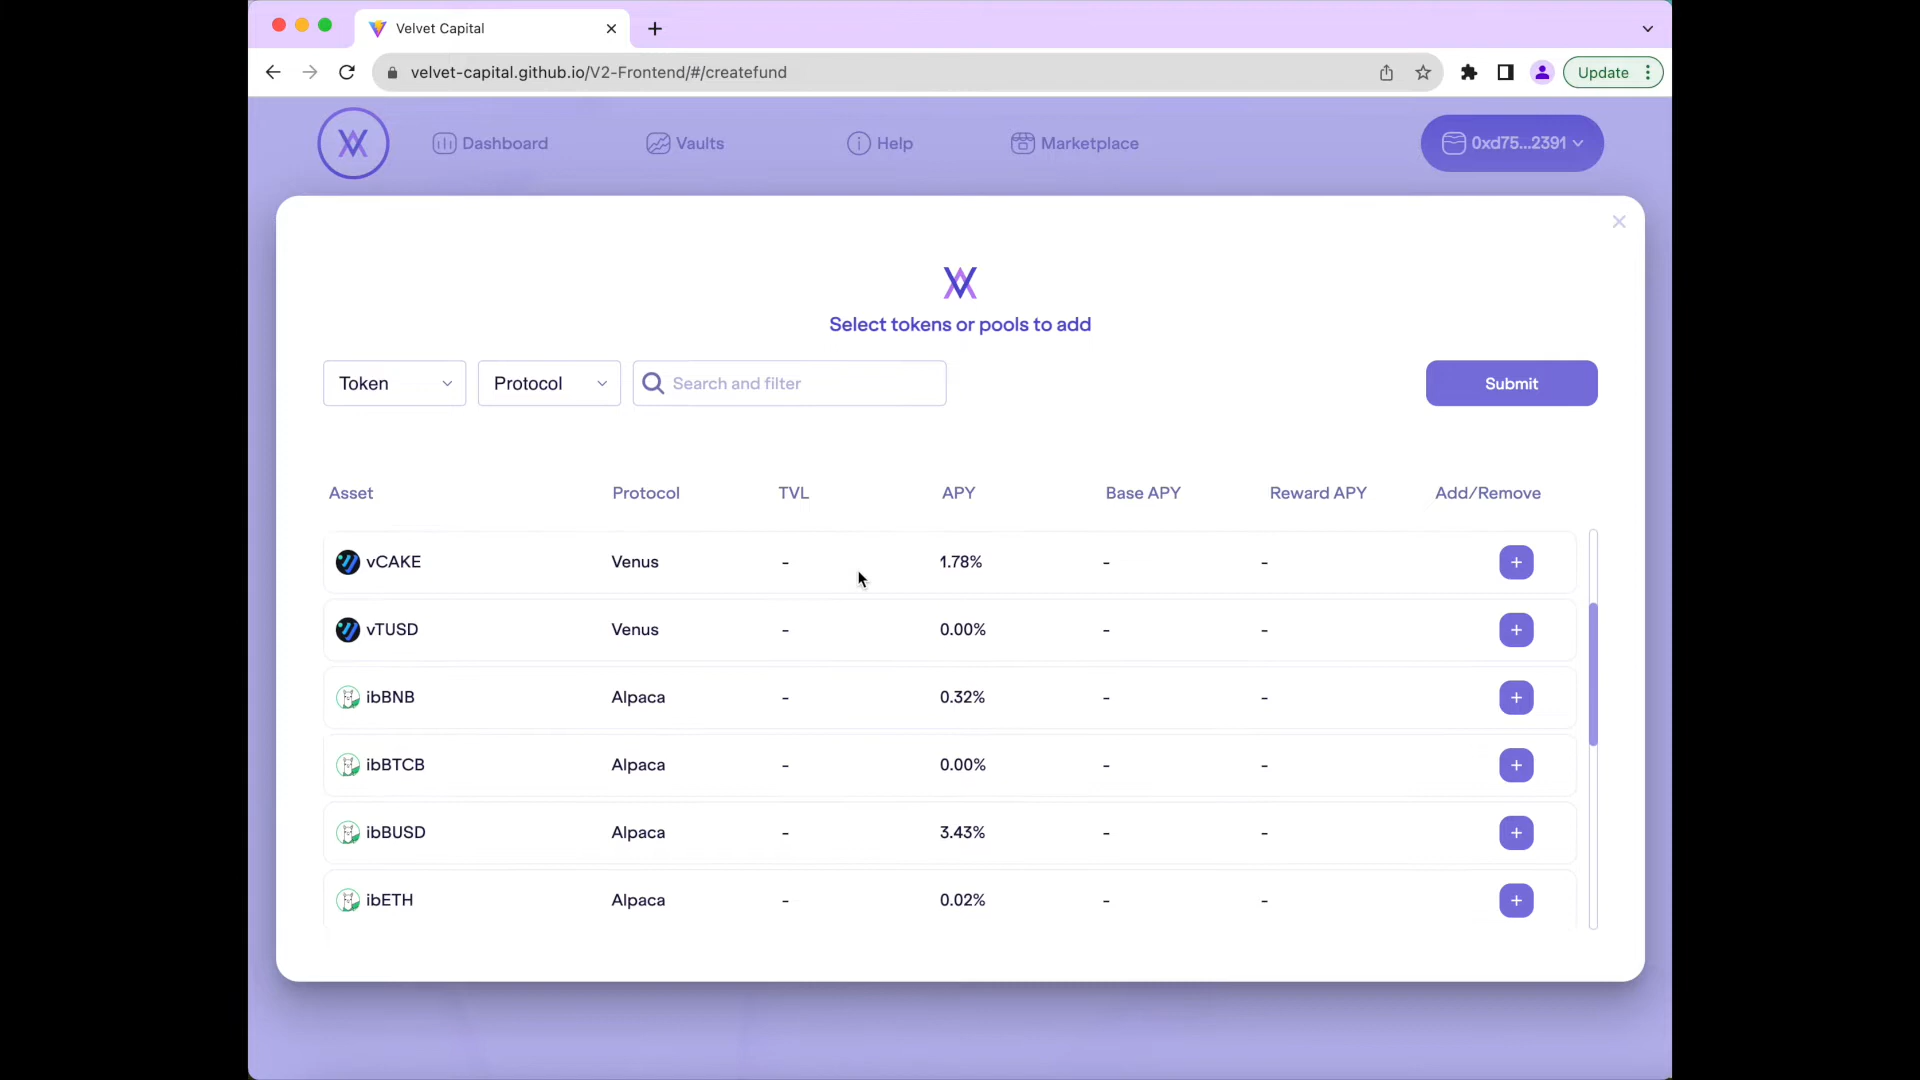 Velvet Capital
velvet-capital.github.io/V2-Frontend/#/createfund
Update
Dashboard
Vaults
Help
Marketplace
0xd75...2391
Select tokens or pools to add
Token
Protocol
Search and filter
Submit
Asset Protocol TVL APY Base APY Reward APY Add/Remove
vCAKE Venus - 1.78% - - +
vTUSD Venus - 0.00% - - +
ibBNB Alpaca - 0.32% - - +
ibBTCB Alpaca - 0.00% - - +
ibBUSD Alpaca - 3.43% - - +
ibETH Alpaca - 0.02% - - +